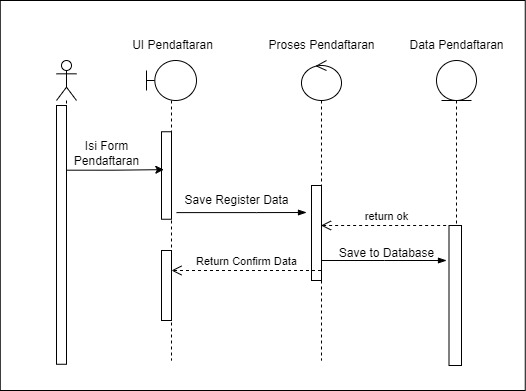 UI Pendaftaran
Proses Pendaftaran
Data Pendaftaran
Isi Form
Pendaftaran
Save Register Data
return ok
Save to Database
Return Confirm Data